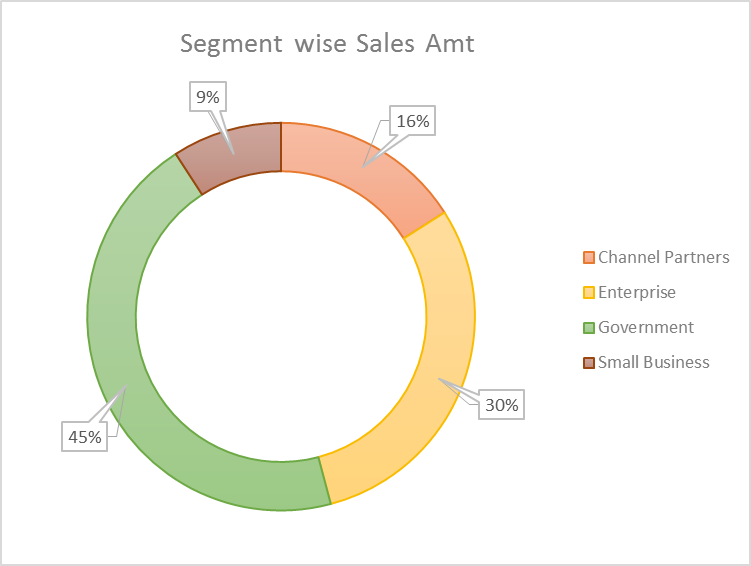 Segment wise Sales Amt
9%
16%
30%
45%
Channel Partners
Enterprise
Government
Small Business